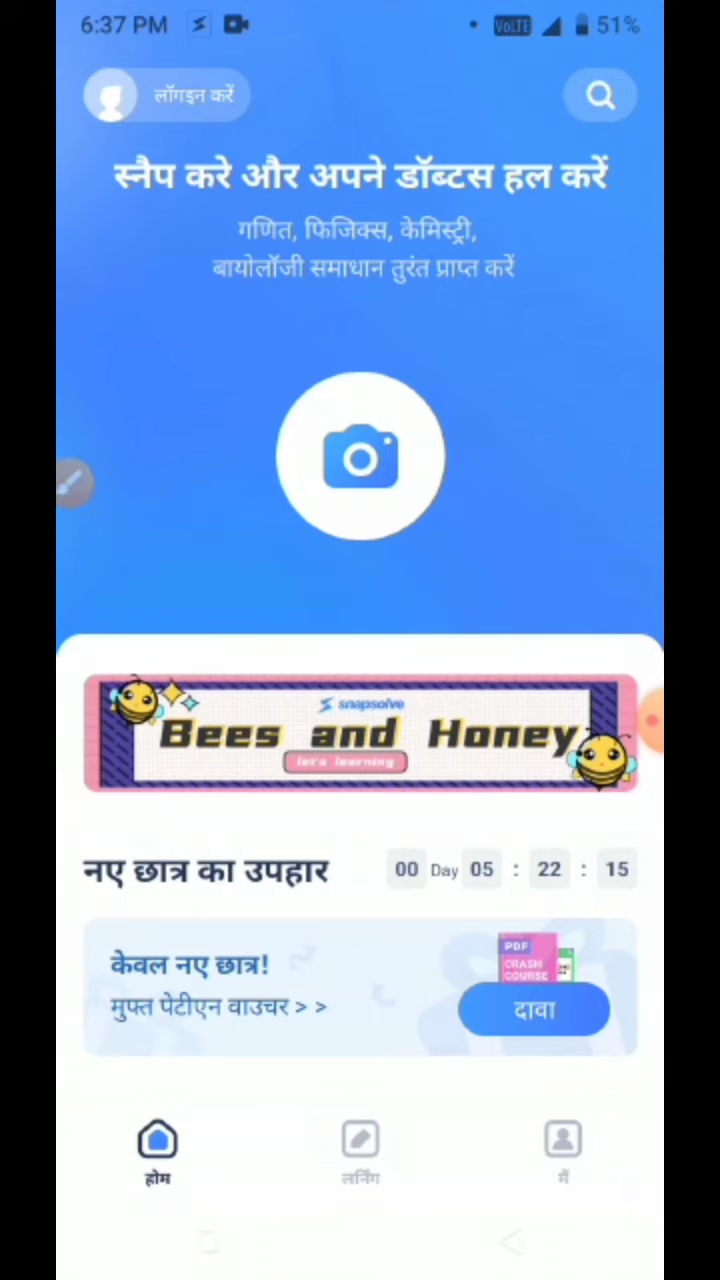 6:37 PM VoLTE 51%
लॉगइन करें
स्नैप करे और अपने डॉब्टस हल करें
गणित, फिजिक्स, केमिस्ट्री,
बायोलॉजी समाधान तुरंत प्राप्त करें
snapsolve
Bees and Honey
let's learning
नए छात्र का उपहार 00 Day 05 : 22 : 15
केवल नए छात्र!
मुफ्त पेटीएन वाउचर > >
PDF
CRASH
COURSE
दावा
होम लर्निंग में